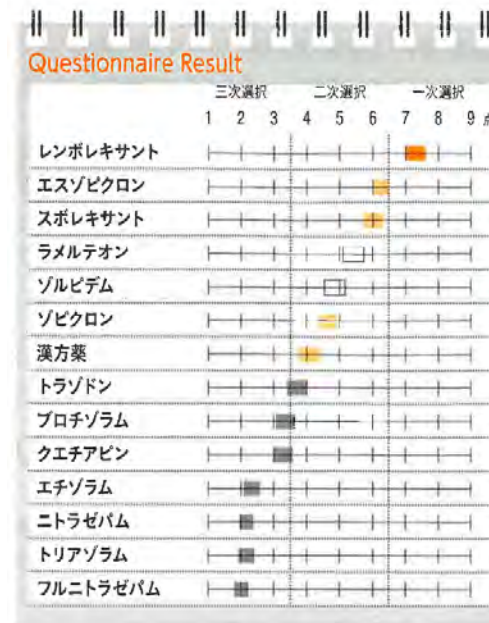 Questionnaire Result
三次選択 二次選択 一次選択
1 2 3 4 5 6 7 8 9 点
レンボレキサント
エスゾピクロン
スボレキサント
ラメルテオン
ゾルピデム
ゾピクロン
漢方薬
トラゾドン
ブロチゾラム
クエチアピン
エチゾラム
ニトラゼパム
トリアゾラム
フルニトラゼパム